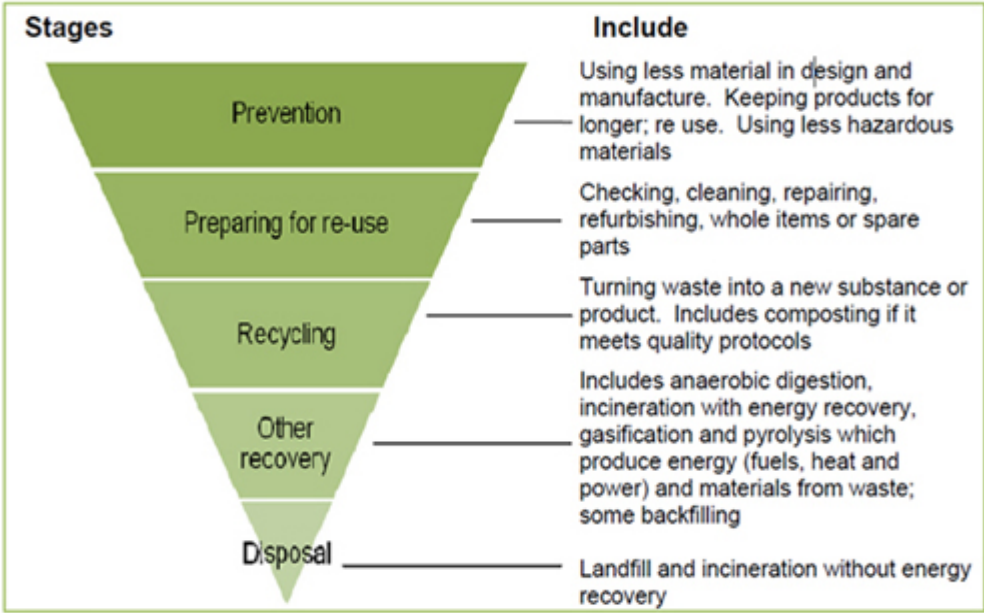 Stages
Include
Prevention
Using less material in design and
manufacture. Keeping products for
longer; re use. Using less hazardous
materials
Preparing for re-use
Checking, cleaning, repairing,
refurbishing, whole items or spare
parts
Recycling
Turning waste into a new substance or
product. Includes composting if it
meets quality protocols
Other
recovery
Includes anaerobic digestion,
incineration with energy recovery,
gasification and pyrolysis which
produce energy (fuels, heat and
power) and materials from waste;
some backfilling
Disposal
Landfill and incineration without energy
recovery